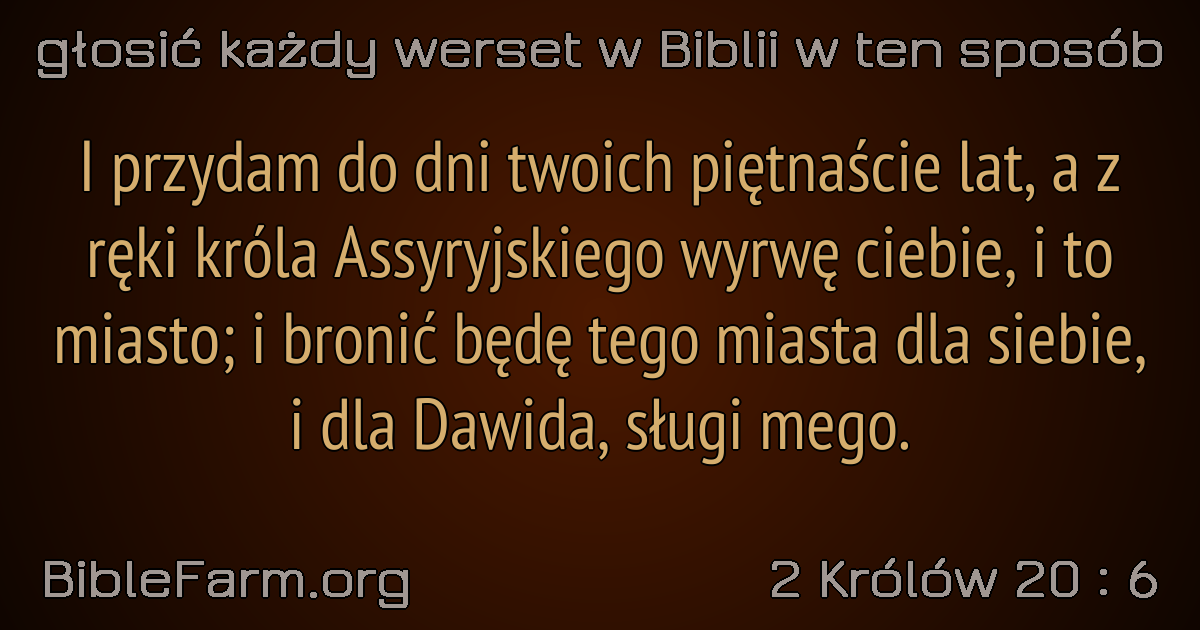 głosić każdy werset w Biblii w ten sposób
I przydam do dni twoich piętnaście lat, a z
ręki króla Assyryjskiego wyrwę ciebie, i to
miasto; i bronić będę tego miasta dla siebie,
i dla Dawida, sługi mego.
BibleFarm.org
2 Królów 20 : 6